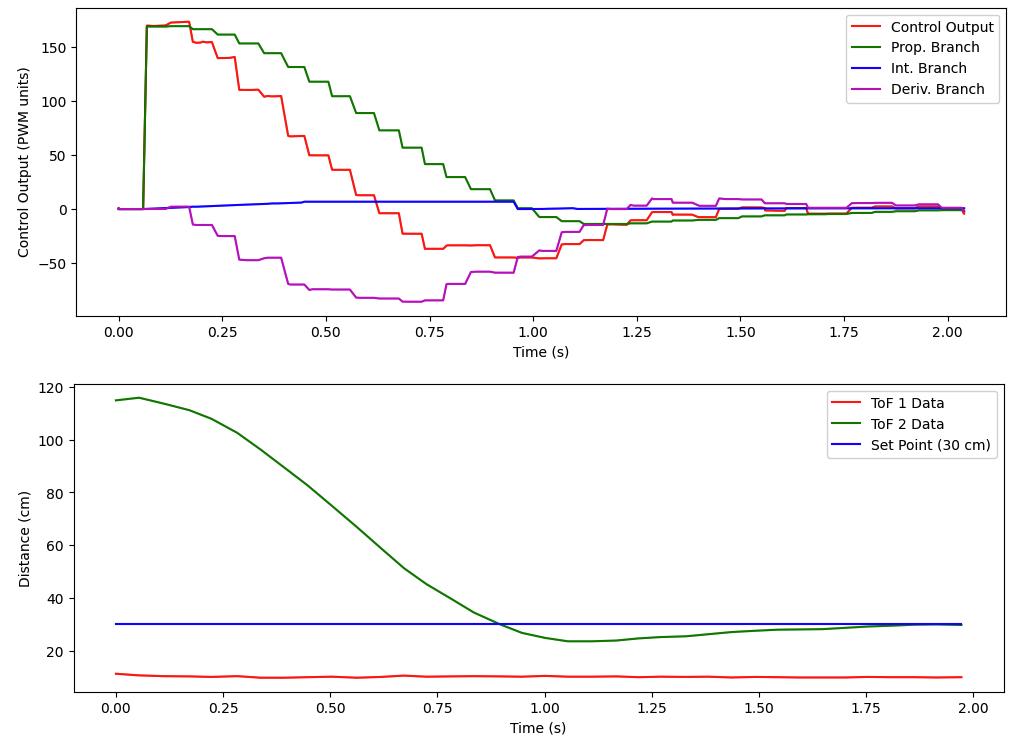 Control Output (PWM units)
150
100
50
0
−50
Control Output
Prop. Branch
Int. Branch
Deriv. Branch
0.00 0.25 0.50 0.75 1.00 1.25 1.50 1.75 2.00
Time (s)
Distance (cm)
120
100
80
60
40
20
ToF 1 Data
ToF 2 Data
Set Point (30 cm)
0.00 0.25 0.50 0.75 1.00 1.25 1.50 1.75 2.00
Time (s)